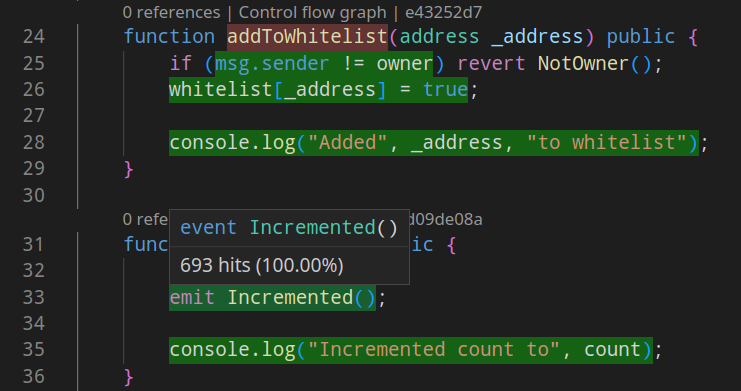 0 references | Control flow graph | e43252d7
24 function addToWhitelist(address _address) public {
25 if (msg.sender != owner) revert NotOwner();
26 whitelist[_address] = true;
27
28 console.log("Added", _address, "to whitelist");
29 }
30
0 refe d09de08a
31 func ic {
event Incremented()
32
693 hits (100.00%)
33 emit Incremented();
34
35 console.log("Incremented count to", count);
36 }